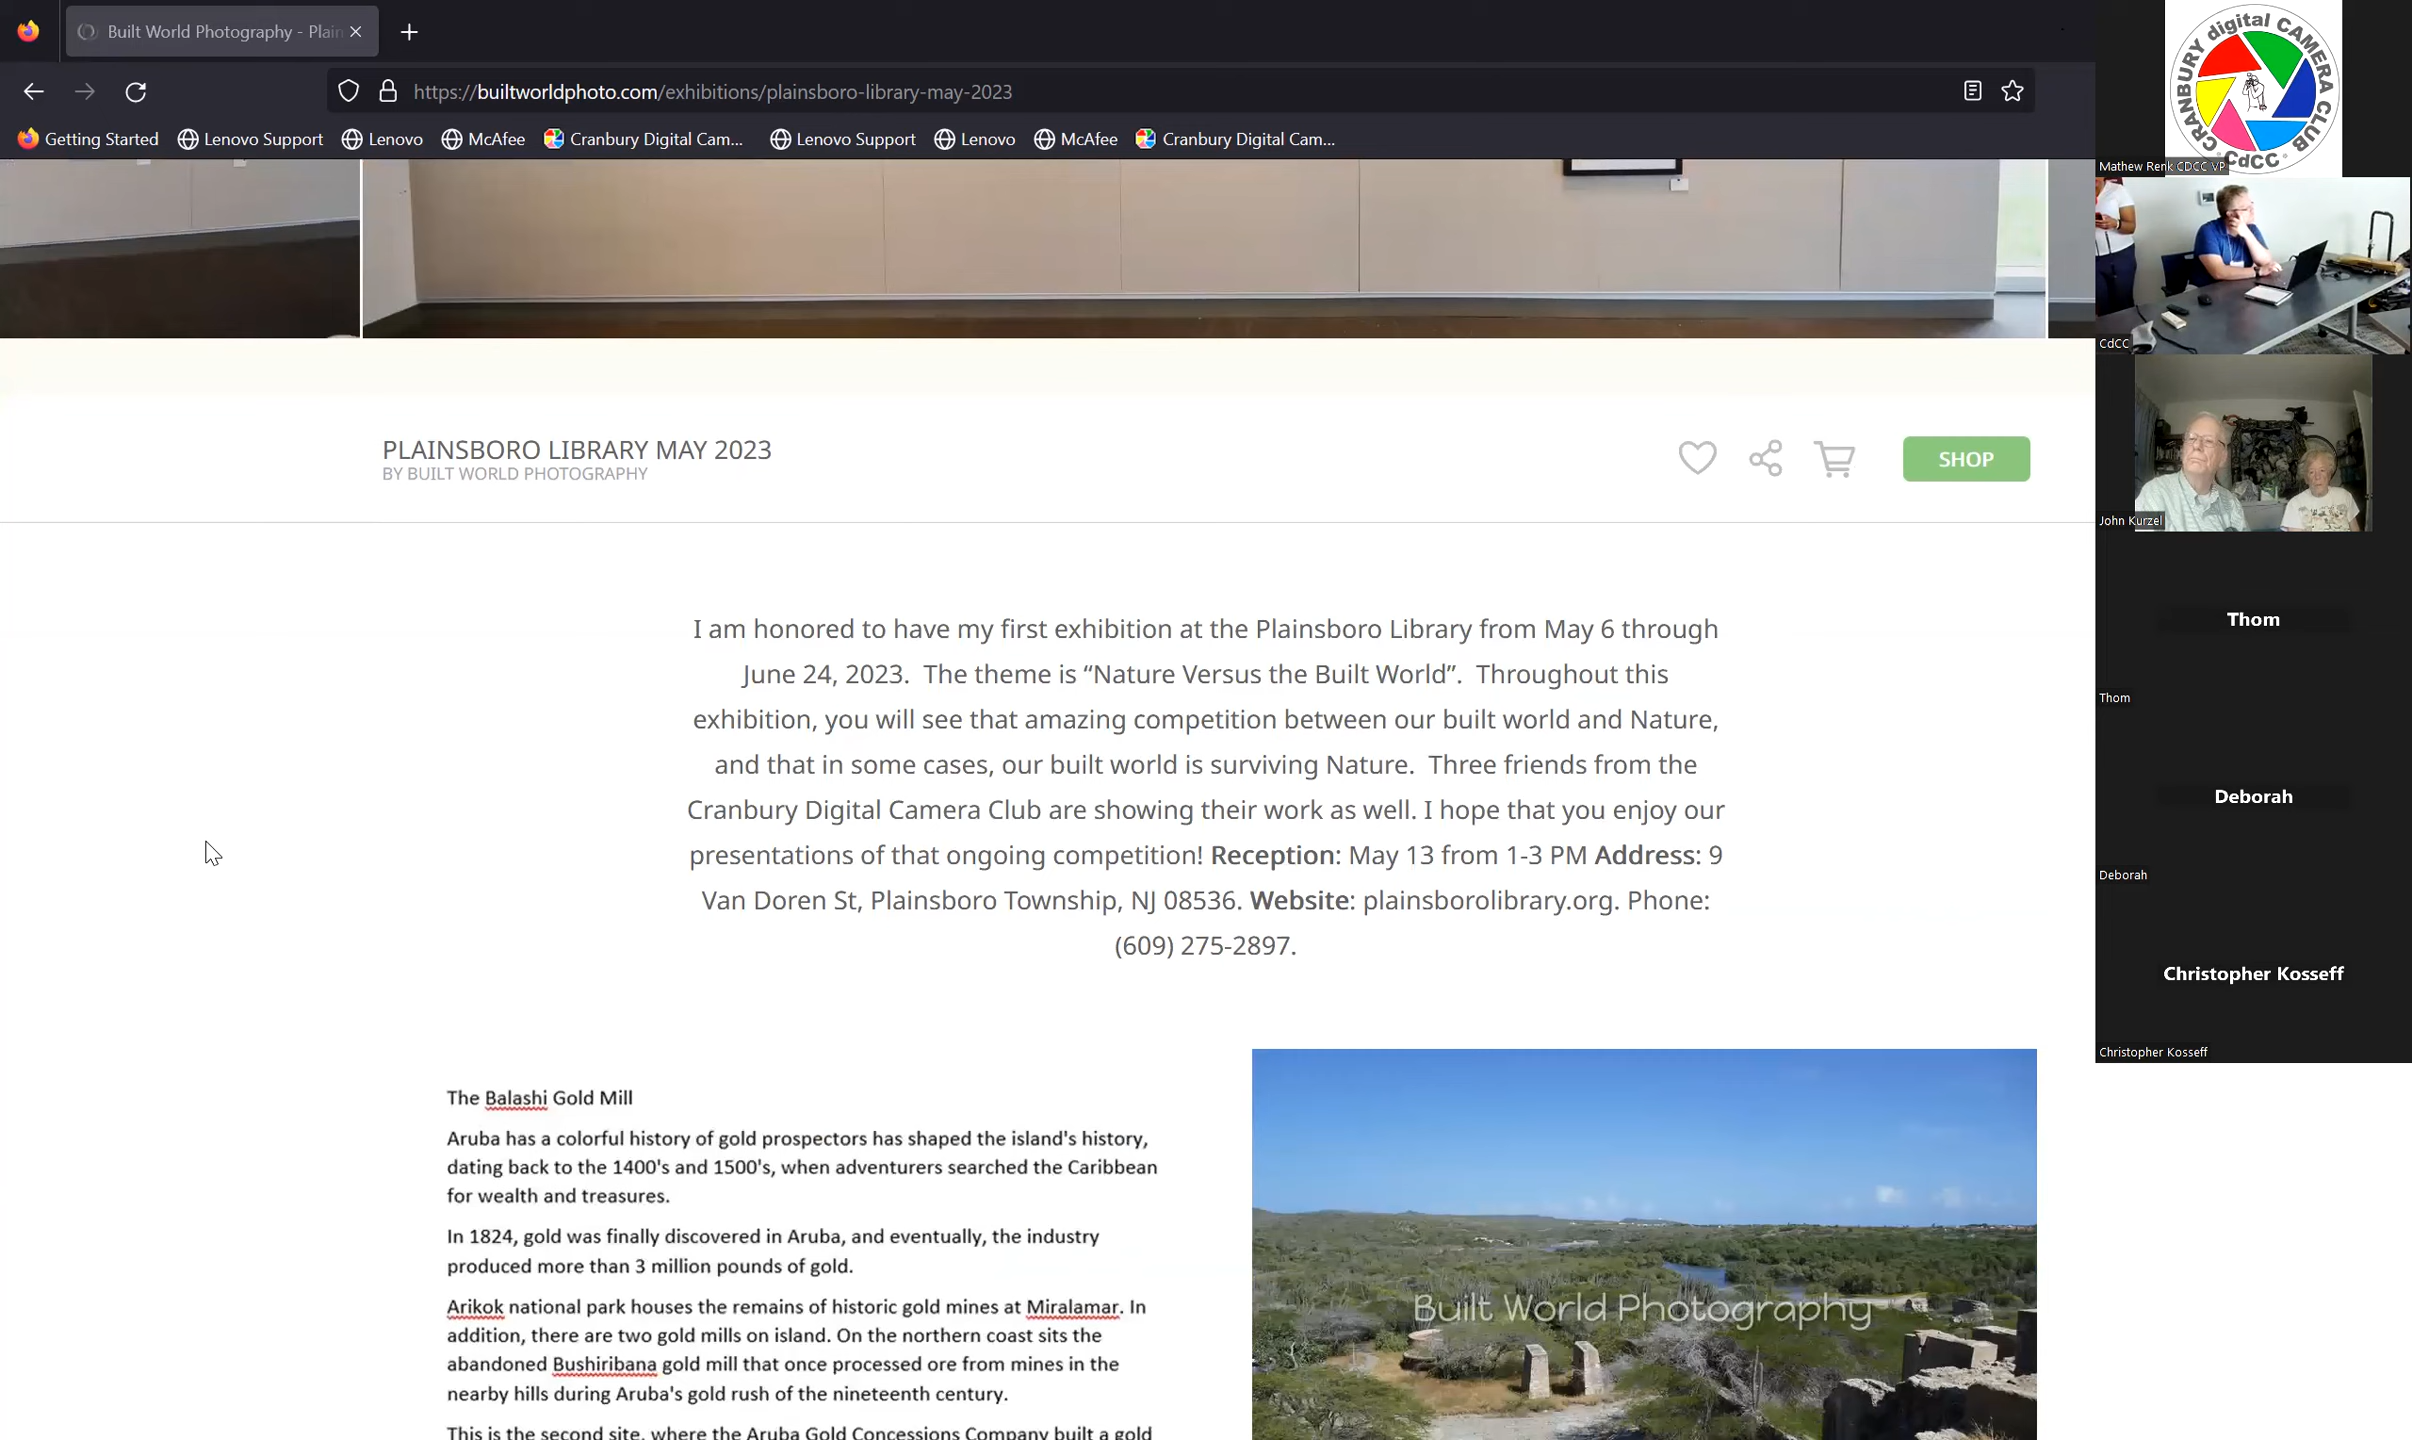 Built World Photography - Plain
https://builtworldphoto.com/exhibitions/plainsboro-library-may-2023
Getting Started Lenovo Support Lenovo McAfee Cranbury Digital Cam... Lenovo Support Lenovo McAfee Cranbury Digital Cam...
CRANBURY digital CAMERA CLUB
CdCC
Mathew Renk CDCC VP
CdCC
PLAINSBORO LIBRARY MAY 2023
BY BUILT WORLD PHOTOGRAPHY
SHOP
John Kurzel
I am honored to have my first exhibition at the Plainsboro Library from May 6 through
June 24, 2023. The theme is “Nature Versus the Built World”. Throughout this
exhibition, you will see that amazing competition between our built world and Nature,
and that in some cases, our built world is surviving Nature. Three friends from the
Cranbury Digital Camera Club are showing their work as well. I hope that you enjoy our
presentations of that ongoing competition! Reception: May 13 from 1-3 PM Address: 9
Van Doren St, Plainsboro Township, NJ 08536. Website: plainsborolibrary.org. Phone:
(609) 275-2897.
Thom
Thom
Deborah
Deborah
Christopher Kosseff
Christopher Kosseff
The Balashi Gold Mill
Aruba has a colorful history of gold prospectors has shaped the island's history,
dating back to the 1400's and 1500's, when adventurers searched the Caribbean
for wealth and treasures.
In 1824, gold was finally discovered in Aruba, and eventually, the industry
produced more than 3 million pounds of gold.
Arikok national park houses the remains of historic gold mines at Miralamar. In
addition, there are two gold mills on island. On the northern coast sits the
abandoned Bushiribana gold mill that once processed ore from mines in the
nearby hills during Aruba's gold rush of the nineteenth century.
This is the second site, where the Aruba Gold Concessions Company built a gold
Built World Photography